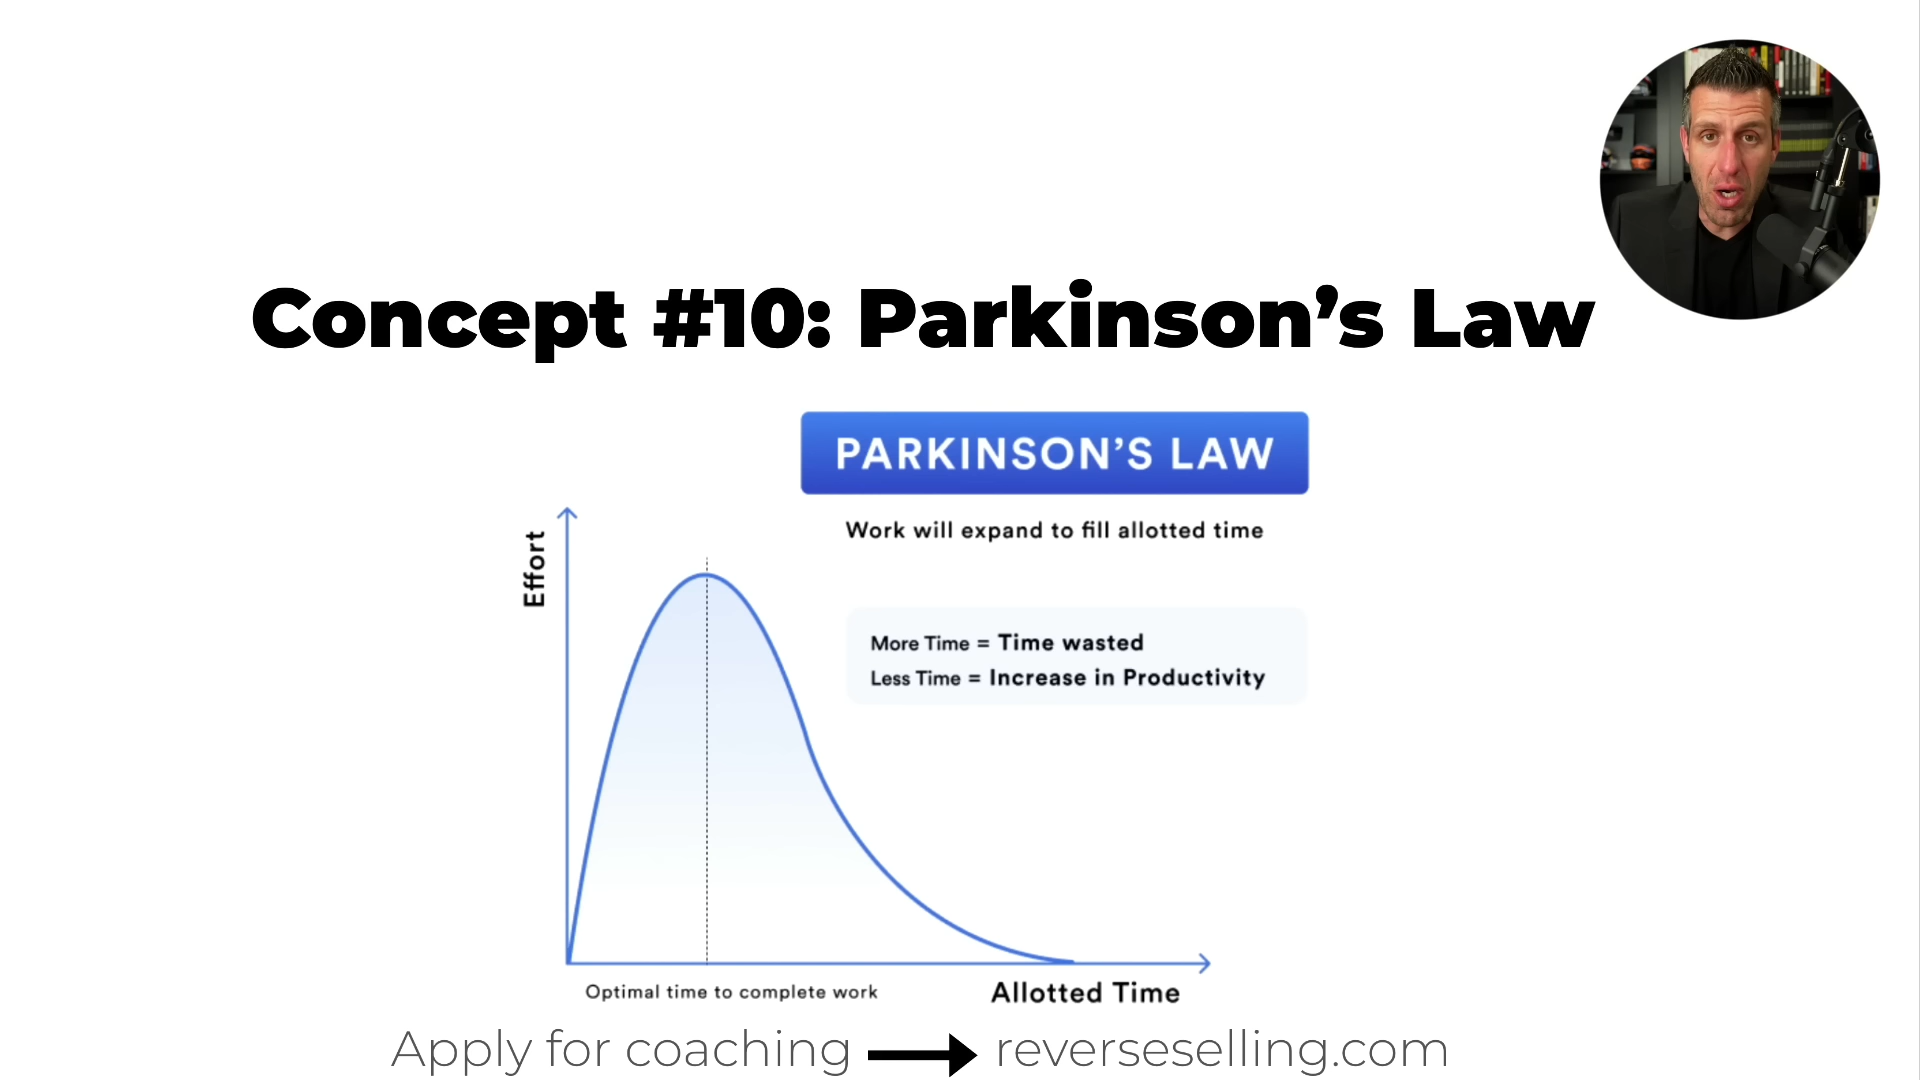 Concept #10: Parkinson’s Law
PARKINSON’S LAW
Work will expand to fill allotted time
Effort
More Time = Time wasted
Less Time = Increase in Productivity
Optimal time to complete work
Allotted Time
Apply for coaching
reverseselling.com